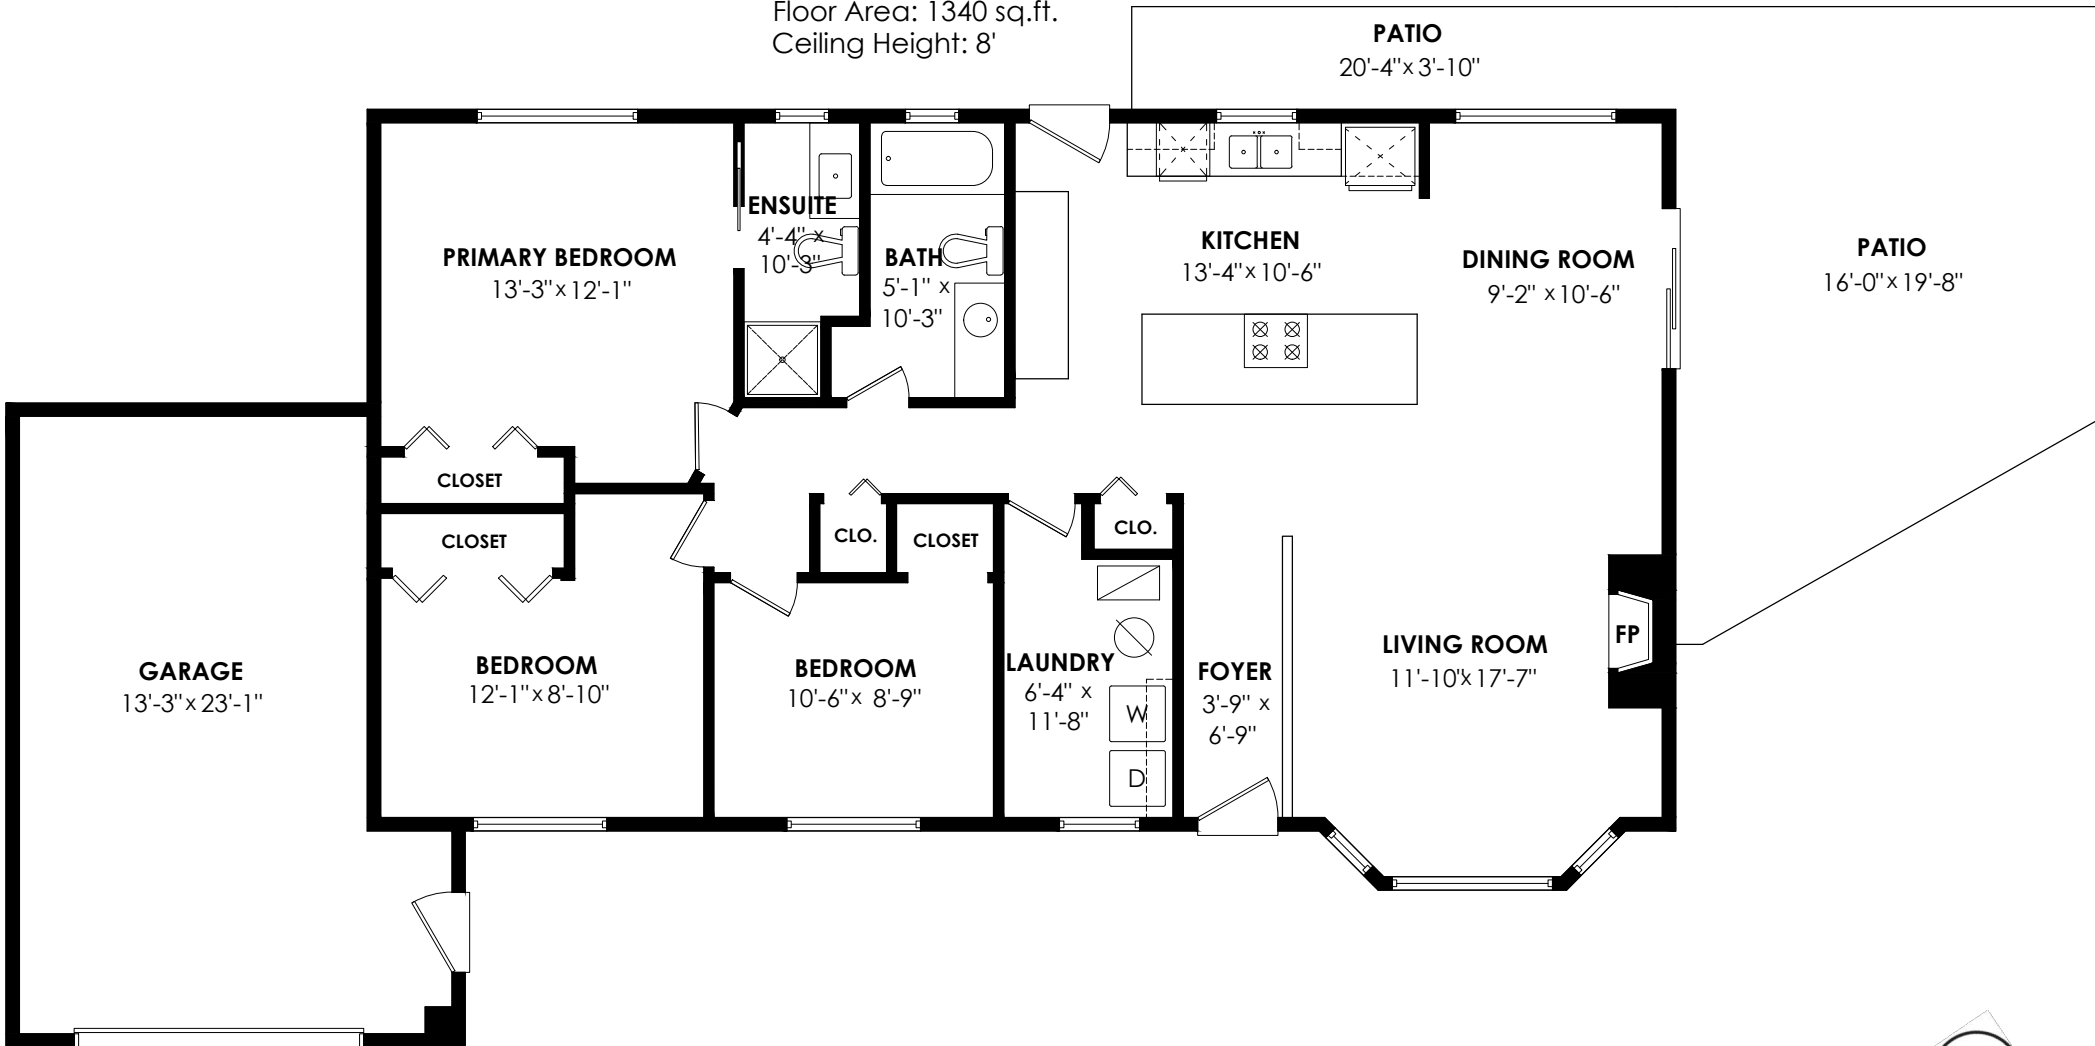 Floor Area: 1340 sq.ft.
Ceiling Height: 8'
PATIO
20'-4" x 3'-10"
PRIMARY BEDROOM
13'-3" x 12'-1"
ENSUITE
4'-4" x
10'-3"
BATH
5'-1" x
10'-3"
KITCHEN
13'-4" x 10'-6"
DINING ROOM
9'-2" x 10'-6"
PATIO
16'-0" x 19'-8"
CLOSET
CLOSET
CLO.
CLOSET
CLO.
GARAGE
13'-3" x 23'-1"
BEDROOM
12'-1" x 8'-10"
BEDROOM
10'-6" x 8'-9"
LAUNDRY
6'-4" x
11'-8"
W
D
FOYER
3'-9" x
6'-9"
LIVING ROOM
11'-10' x 17'-7"
FP